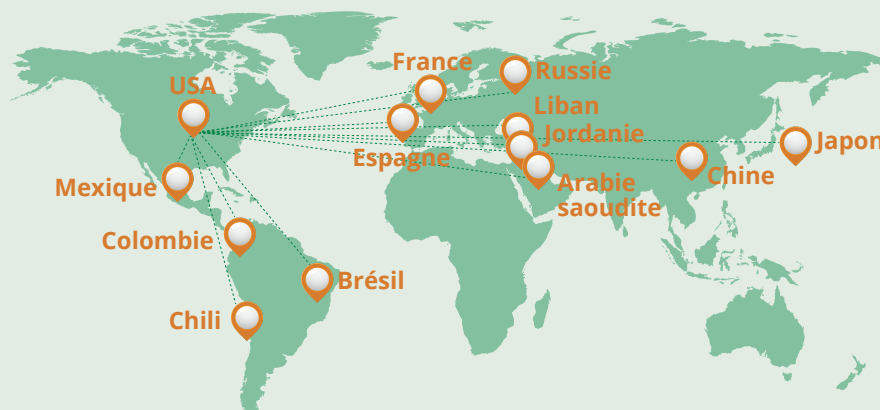 France
Russie
USA
Liban
Jordanie
Japon
Espagne
Chine
Arabie
saoudite
Mexique
Colombie
Brésil
Chili